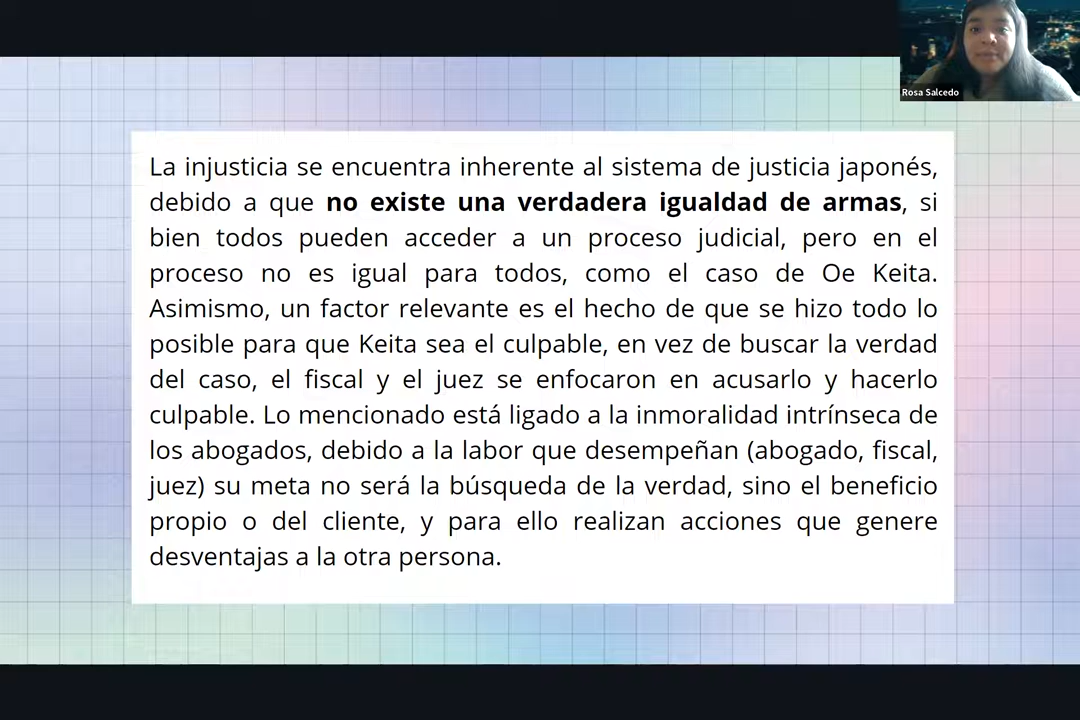 Rosa Salcedo
La injusticia se encuentra inherente al sistema de justicia japonés,
debido a que no existe una verdadera igualdad de armas, si
bien todos pueden acceder a un proceso judicial, pero en el
proceso no es igual para todos, como el caso de Oe Keita.
Asimismo, un factor relevante es el hecho de que se hizo todo lo
posible para que Keita sea el culpable, en vez de buscar la verdad
del caso, el fiscal y el juez se enfocaron en acusarlo y hacerlo
culpable. Lo mencionado está ligado a la inmoralidad intrínseca de
los abogados, debido a la labor que desempeñan (abogado, fiscal,
juez) su meta no será la búsqueda de la verdad, sino el beneficio
propio o del cliente, y para ello realizan acciones que genere
desventajas a la otra persona.